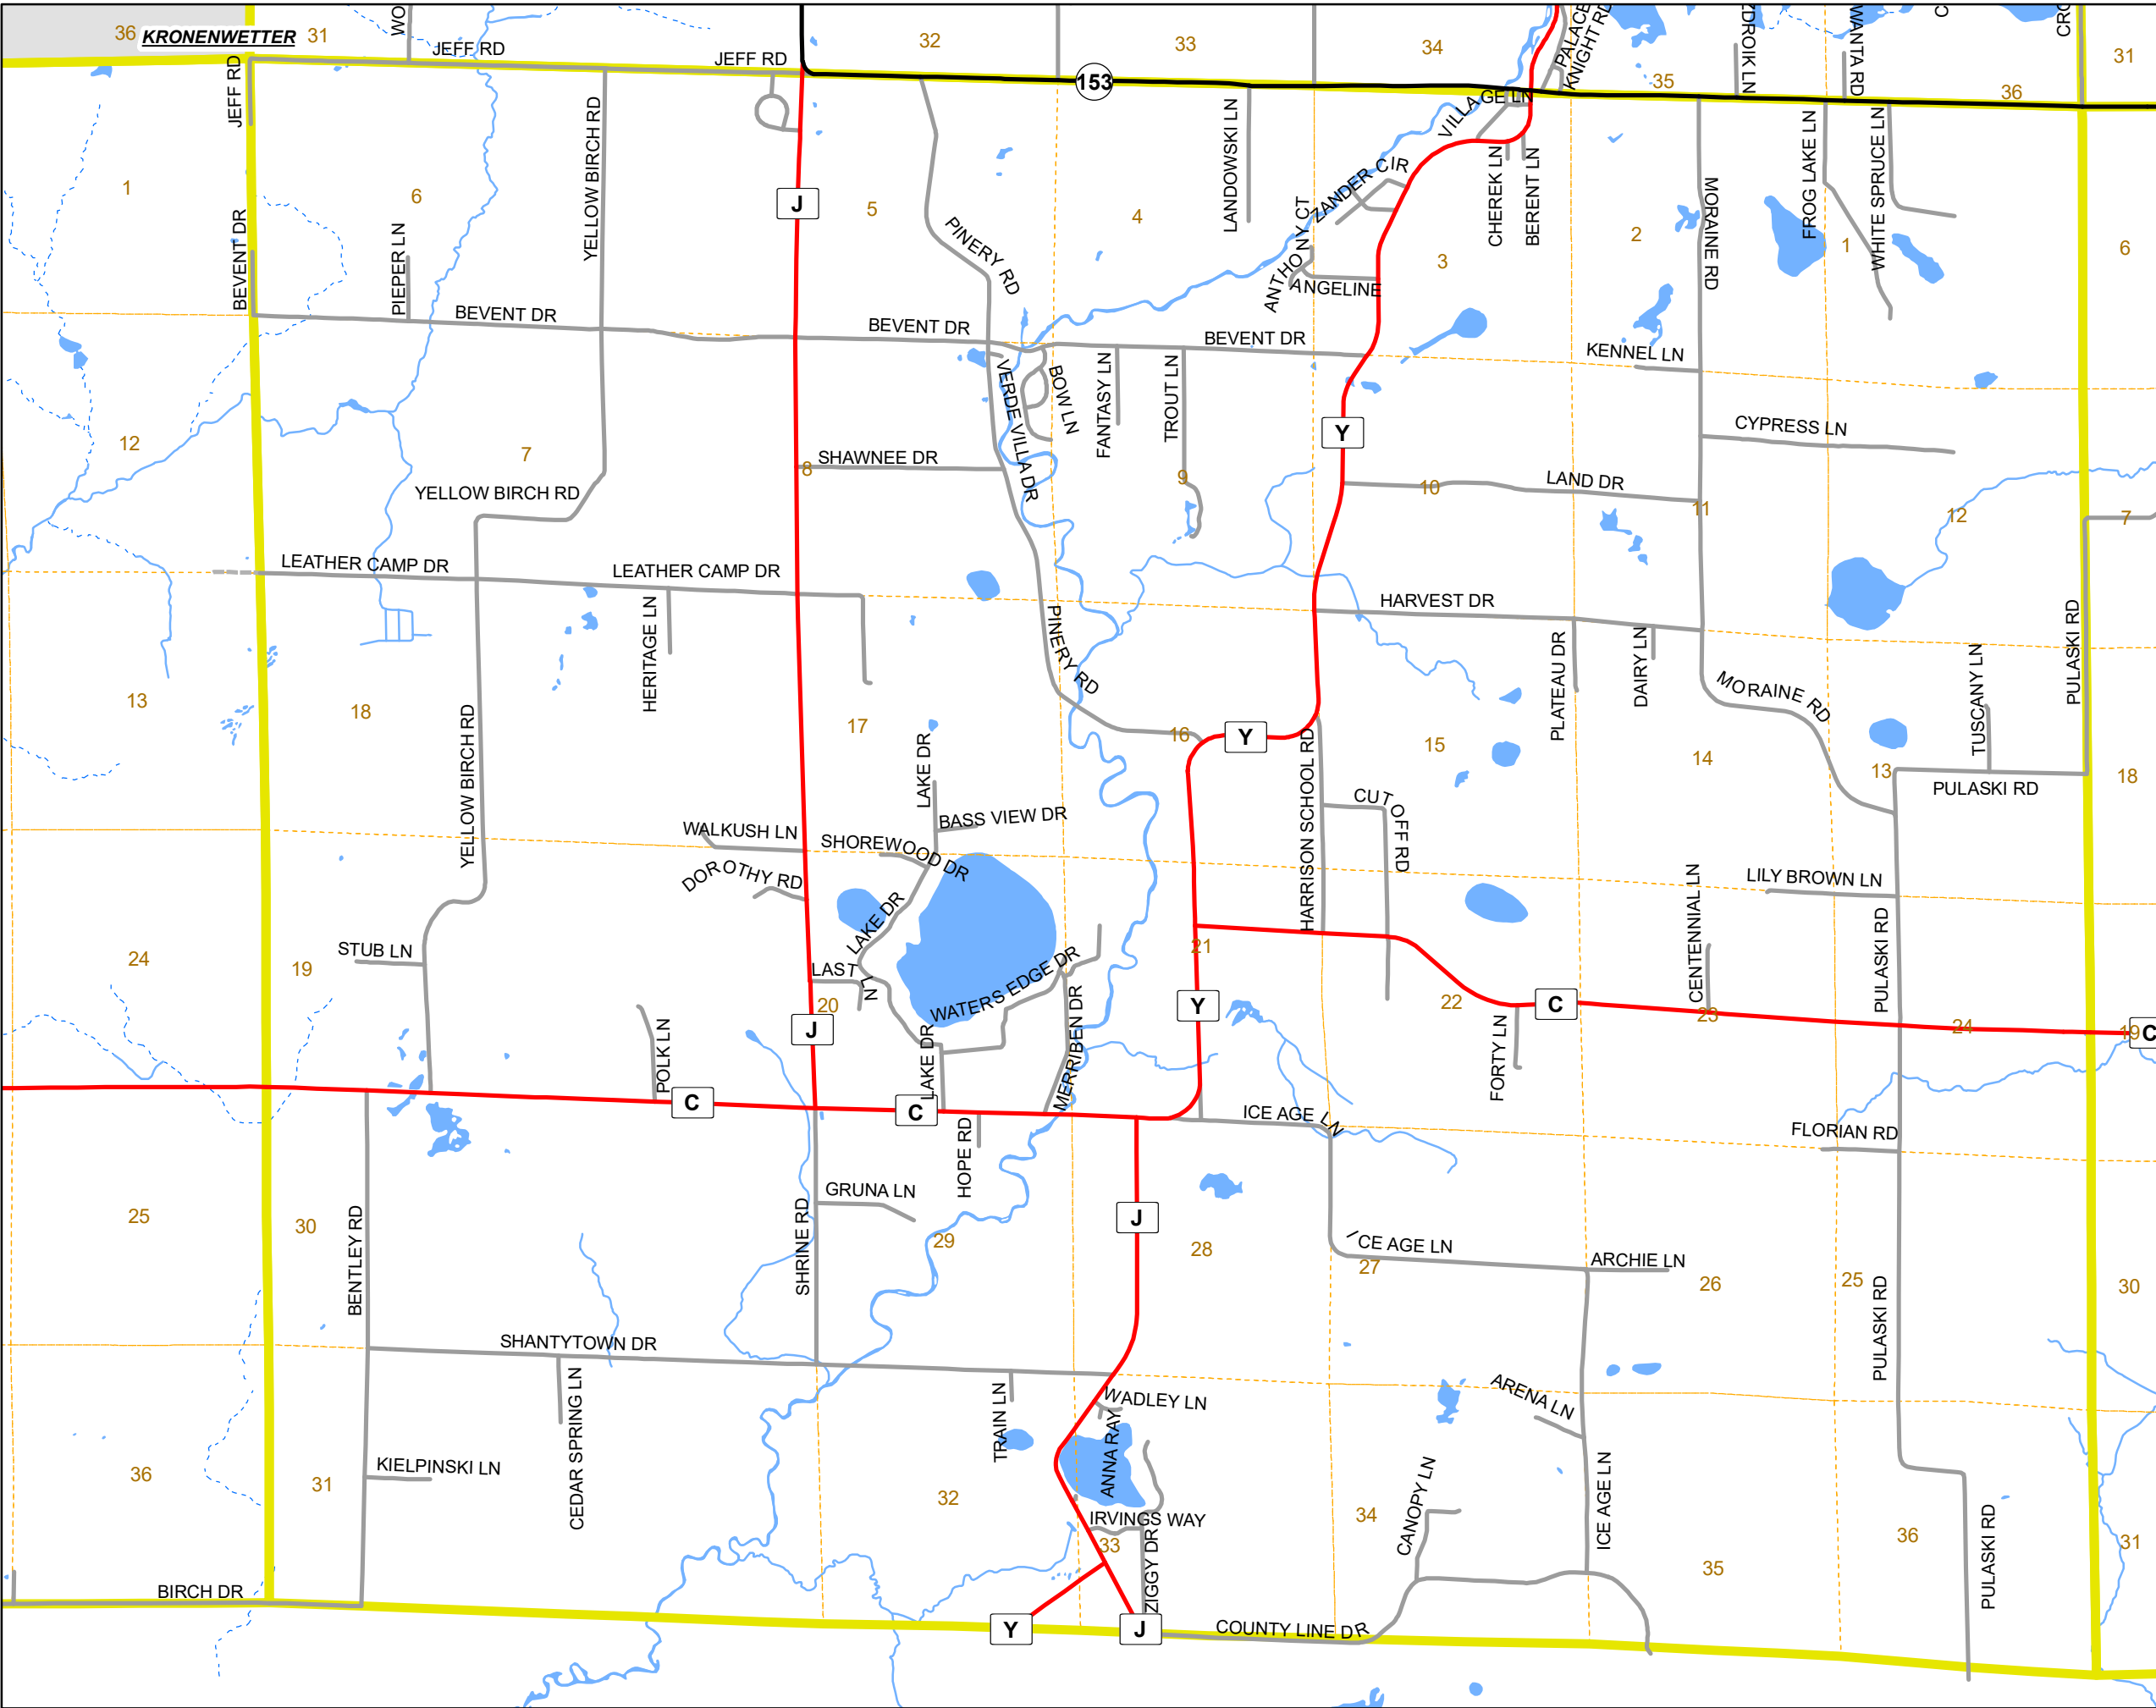 36 KRONENWETTER 31
WO
JEFF RD
JEFF RD
32
33
34
PALACE
KNIGHT RD
35
ZDROIK LN
WANTA RD
C
36
CRO
31
JEFF RD
153
VILLAGE LN
YELLOW BIRCH RD
LANDOWSKI LN
CHEREK LN
BERENT LN
MORAINE RD
FROG LAKE LN
WHITE SPRUCE LN
1
6
J
5
4
ZANDER CIR
ANTHONY CT
ANGELINE
3
2
1
6
BEVENT DR
PIEPER LN
PINERY RD
BEVENT DR
BEVENT DR
BEVENT DR
KENNEL LN
VERDE VILLA DR
BOW LN
FANTASY LN
TROUT LN
Y
CYPRESS LN
12
7
8
SHAWNEE DR
9
10
LAND DR
11
12
7
YELLOW BIRCH RD
LEATHER CAMP DR
LEATHER CAMP DR
HERITAGE LN
HARVEST DR
PLATEAU DR
DAIRY LN
TUSCANY LN
PULASKI RD
13
18
17
PINERY RD
16
Y
15
14
MORAINE RD
13
18
PULASKI RD
YELLOW BIRCH RD
LAKE DR
BASS VIEW DR
HARRISON SCHOOL RD
CUTOFF RD
WALKUSH LN
SHOREWOOD DR
DOROTHY RD
LILY BROWN LN
CENTENNIAL LN
PULASKI RD
24
19
STUB LN
LAKE DR
LAST LN
20
WATERS EDGE DR
21
22
J
Y
C
23
24
19
C
POLK LN
LAKE DR
MERRIBEN DR
FORTY LN
C
C
ICE AGE LN
HOPE RD
FLORIAN RD
25
30
BENTLEY RD
SHRINE RD
GRUNA LN
29
J
28
ICE AGE LN
27
ARCHIE LN
26
25
30
PULASKI RD
SHANTYTOWN DR
CEDAR SPRING LN
TRAIN LN
WADLEY LN
ANNA RAY
ARENA LN
36
31
KIELPINSKI LN
32
IRVINGS WAY
33
ZIGGY DR
34
CANOPY LN
ICE AGE LN
35
36
PULASKI RD
31
BIRCH DR
Y
J
COUNTY LINE DR